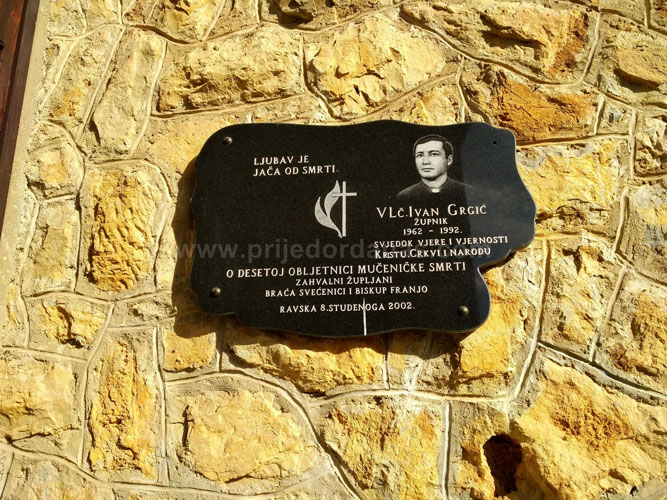 LJUBAV JE
JAČA OD SMRTI.
VLČ.IVAN GRGIĆ
ŽUPNIK
1962 - 1992.
SVJEDOK VJERE I VJERNOSTI
KRISTU,CRKVI I NARODU
O DESETOJ OBLJETNICI MUČENIČKE SMRTI
ZAHVALNI ŽUPLJANI
BRAĆA SVEĆENICI I BISKUP FRANJO
RAVSKA 8.STUDENOGA 2002.